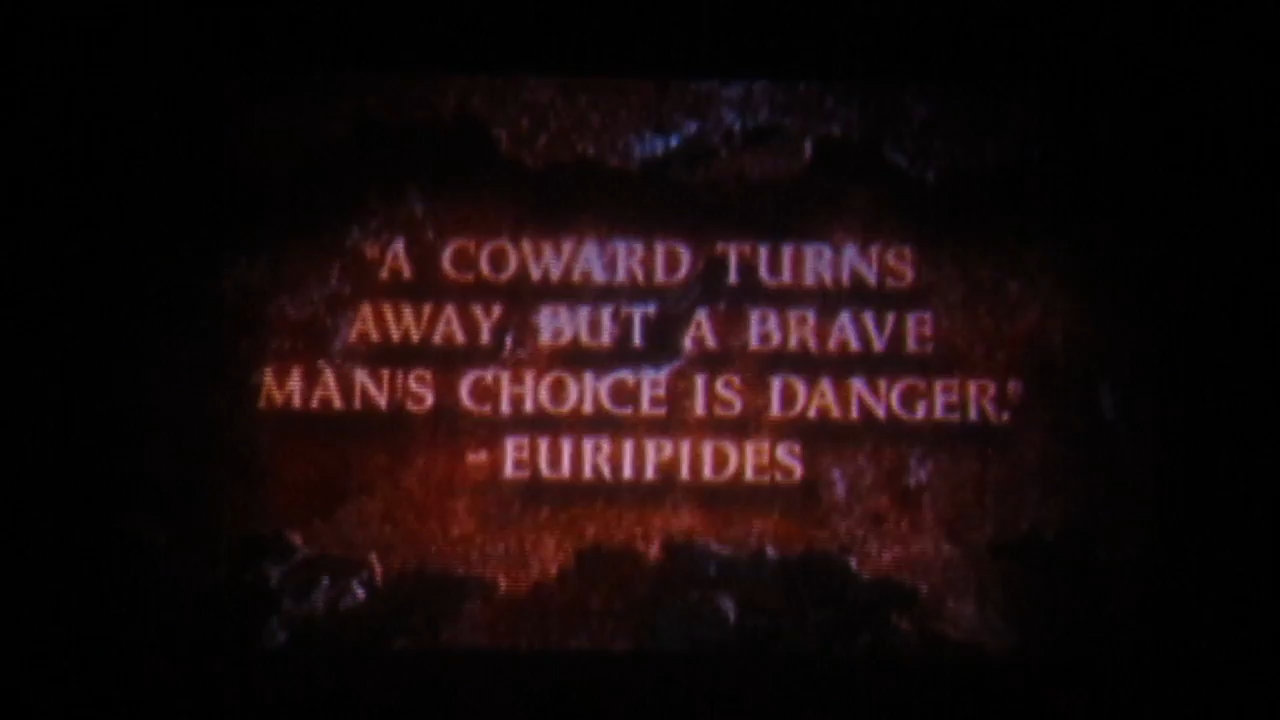 "A COWARD TURNS
AWAY, BUT A BRAVE
MAN'S CHOICE IS DANGER."
- EURIPIDES